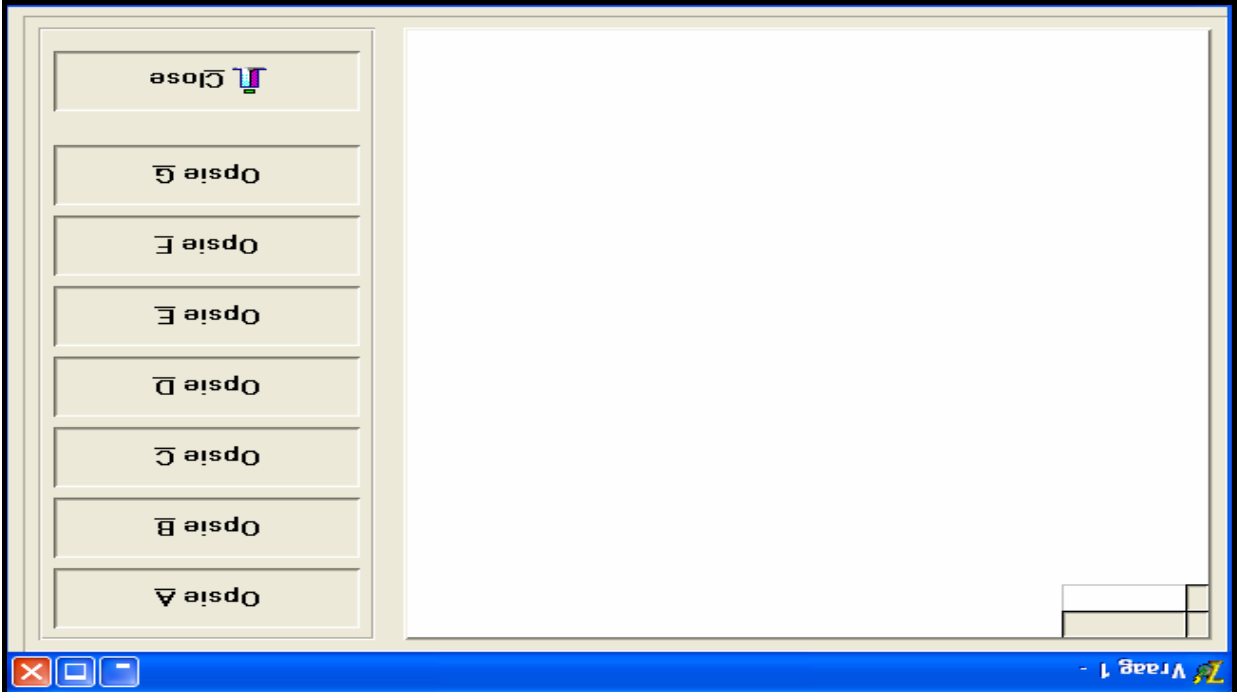 Vraag 1 -
Opsie A
Opsie B
Opsie C
Opsie D
Opsie E
Opsie F
Opsie G
Close